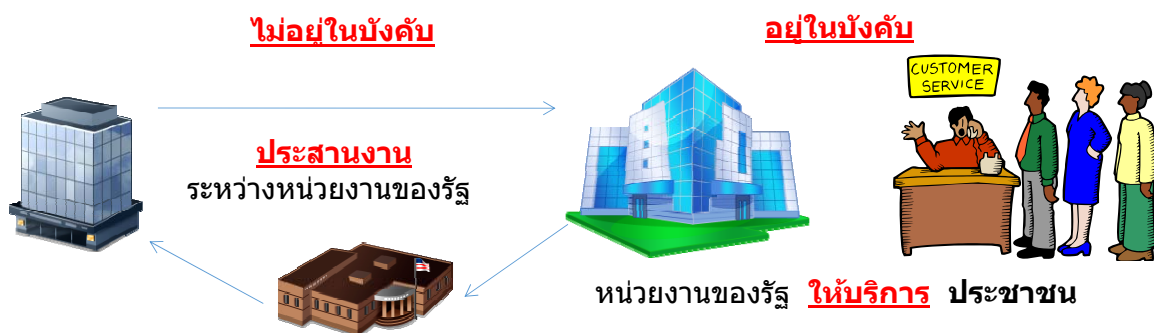 ไม่อยู่ในบังคับ
อยู่ในบังคับ
CUSTOMER
SERVICE
ประสานงาน
ระหว่างหน่วยงานของรัฐ
หน่วยงานของรัฐ ให้บริการ ประชาชน